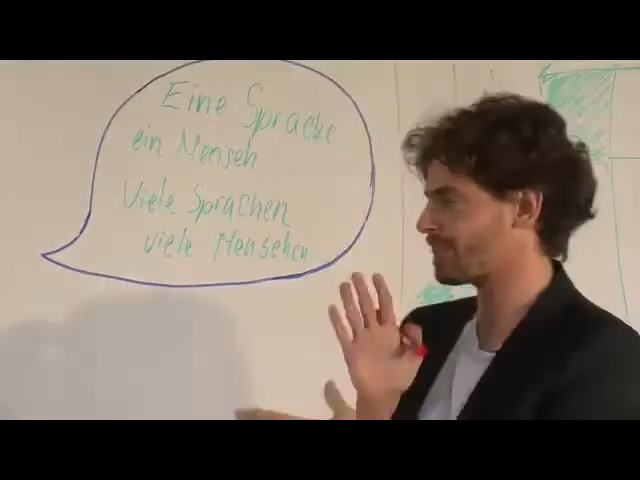 Eine Sprache
ein Mensch
Viele Sprachen
viele Menschen